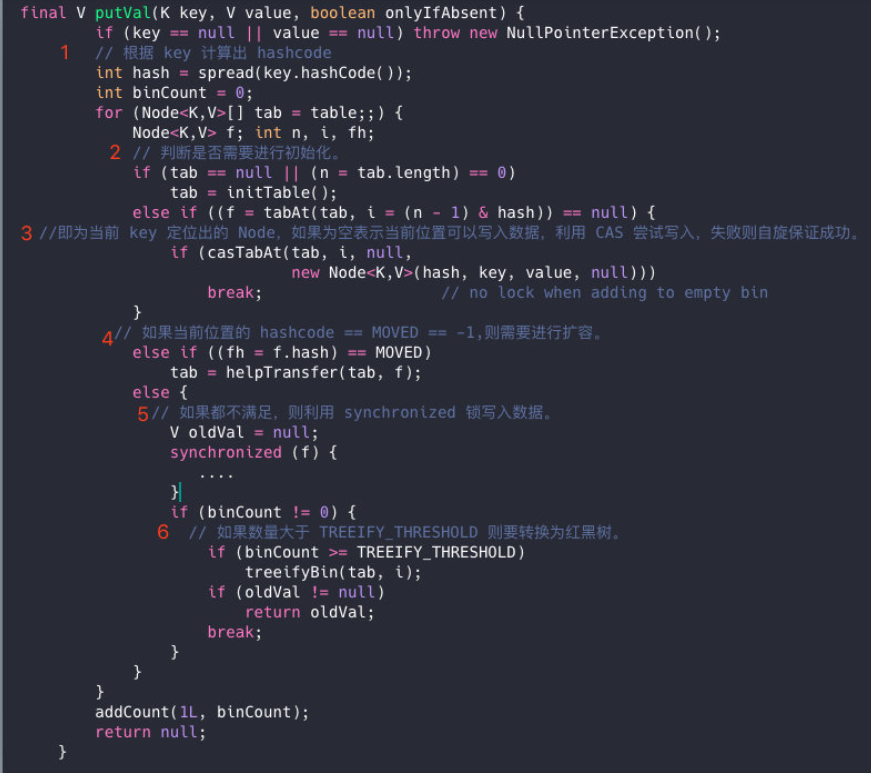 final V putVal(K key, V value, boolean onlyIfAbsent) {
if (key == null || value == null) throw new NullPointerException();
1 // 根据 key 计算出 hashcode
int hash = spread(key.hashCode());
int binCount = 0;
for (Node<K,V>[] tab = table;;) {
Node<K,V> f; int n, i, fh;
2 // 判断是否需要进行初始化。
if (tab == null || (n = tab.length) == 0)
tab = initTable();
else if ((f = tabAt(tab, i = (n - 1) & hash)) == null) {
3 //即为当前 key 定位出的 Node，如果为空表示当前位置可以写入数据，利用 CAS 尝试写入，失败则自旋保证成功。
if (casTabAt(tab, i, null,
new Node<K,V>(hash, key, value, null)))
break; // no lock when adding to empty bin
}
4 // 如果当前位置的 hashcode == MOVED == -1,则需要进行扩容。
else if ((fh = f.hash) == MOVED)
tab = helpTransfer(tab, f);
else {
5 // 如果都不满足，则利用 synchronized 锁写入数据。
V oldVal = null;
synchronized (f) {
....
}
if (binCount != 0) {
6 // 如果数量大于 TREEIFY_THRESHOLD 则要转换为红黑树。
if (binCount >= TREEIFY_THRESHOLD)
treeifyBin(tab, i);
if (oldVal != null)
return oldVal;
break;
}
}
}
addCount(1L, binCount);
return null;
}